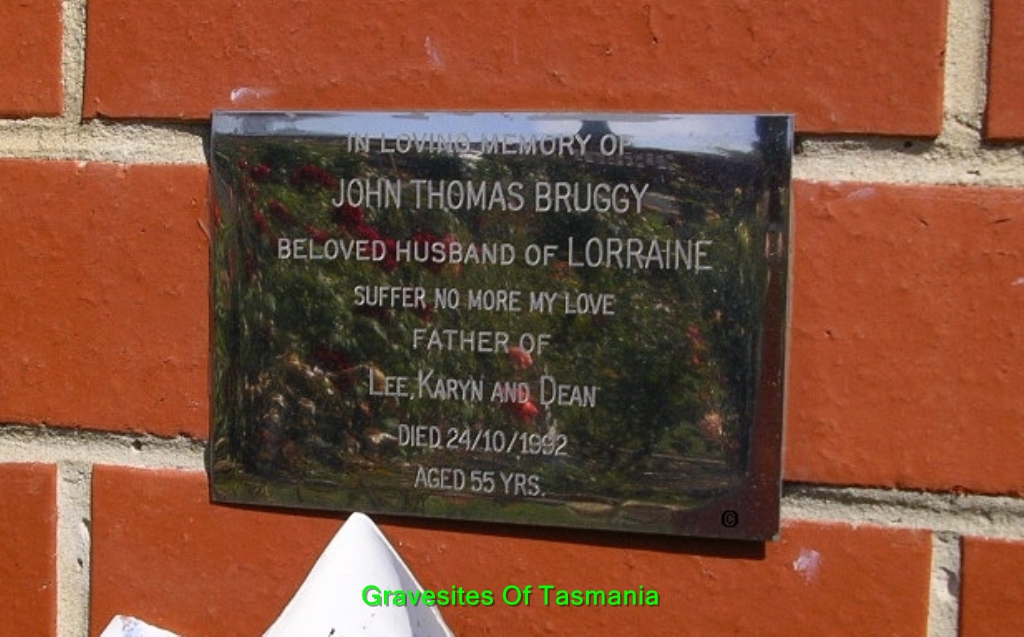 IN LOVING MEMORY OF
JOHN THOMAS BRUGGY
BELOVED HUSBAND OF LORRAINE
SUFFER NO MORE MY LOVE
FATHER OF
LEE, KARYN AND DEAN
DIED 24/10/1992
AGED 55 YRS.
©
Gravesites Of Tasmania